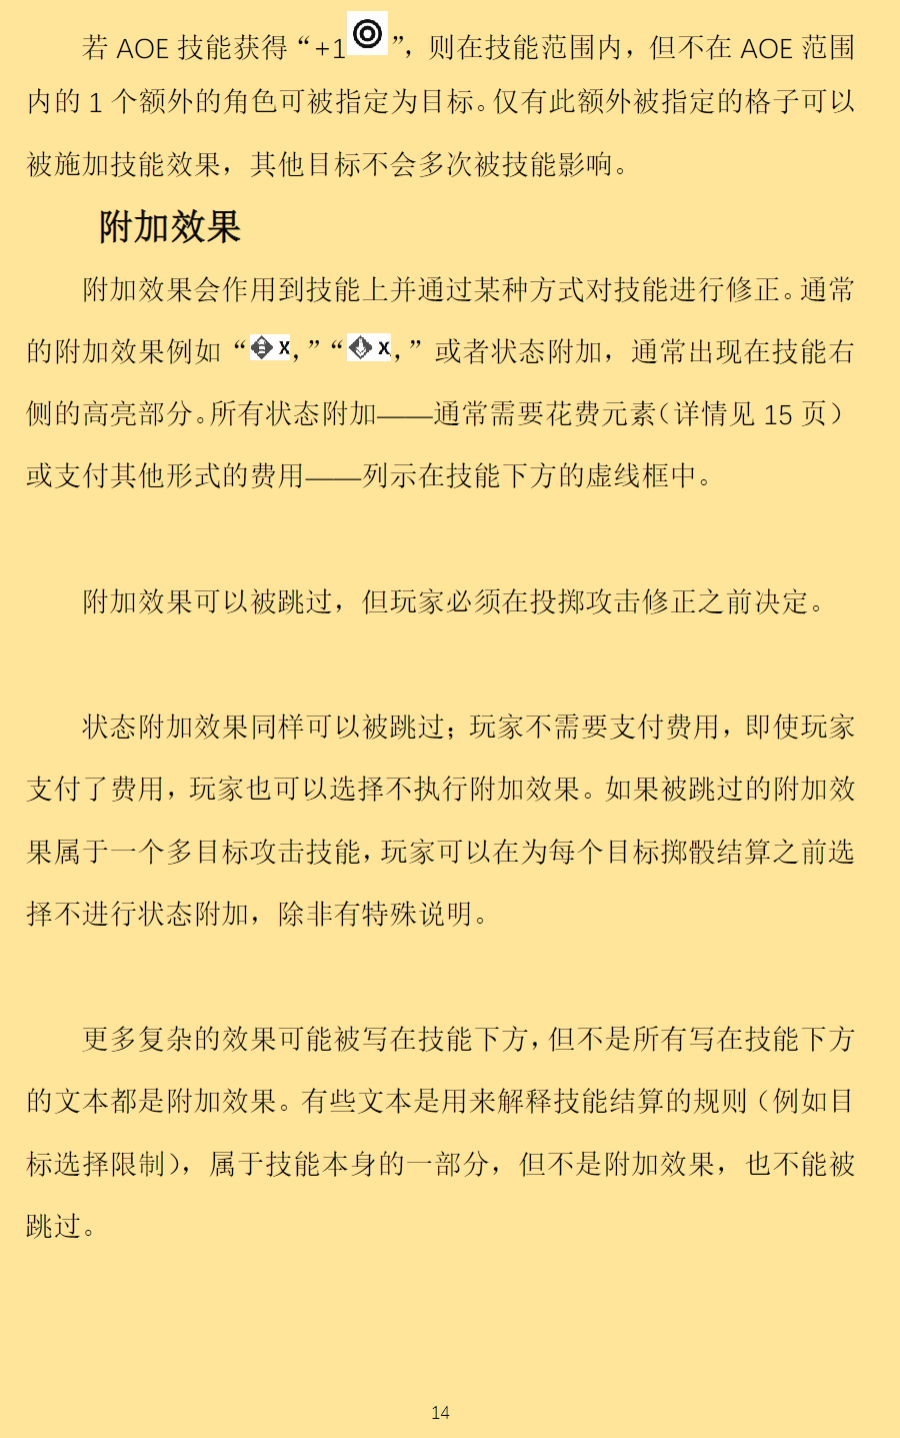 若 AOE 技能获得“+1”，则在技能范围内，但不在 AOE 范围
内的 1 个额外的角色可被指定为目标。仅有此额外被指定的格子可以
被施加技能效果，其他目标不会多次被技能影响。
附加效果
附加效果会作用到技能上并通过某种方式对技能进行修正。通常
的附加效果例如“X，”“X，”或者状态附加，通常出现在技能右
侧的高亮部分。所有状态附加——通常需要花费元素（详情见 15 页）
或支付其他形式的费用——列示在技能下方的虚线框中。
附加效果可以被跳过，但玩家必须在投掷攻击修正之前决定。
状态附加效果同样可以被跳过；玩家不需要支付费用，即使玩家
支付了费用，玩家也可以选择不执行附加效果。如果被跳过的附加效
果属于一个多目标攻击技能，玩家可以在为每个目标掷骰结算之前选
择不进行状态附加，除非有特殊说明。
更多复杂的效果可能被写在技能下方，但不是所有写在技能下方
的文本都是附加效果。有些文本是用来解释技能结算的规则（例如目
标选择限制），属于技能本身的一部分，但不是附加效果，也不能被
跳过。
14